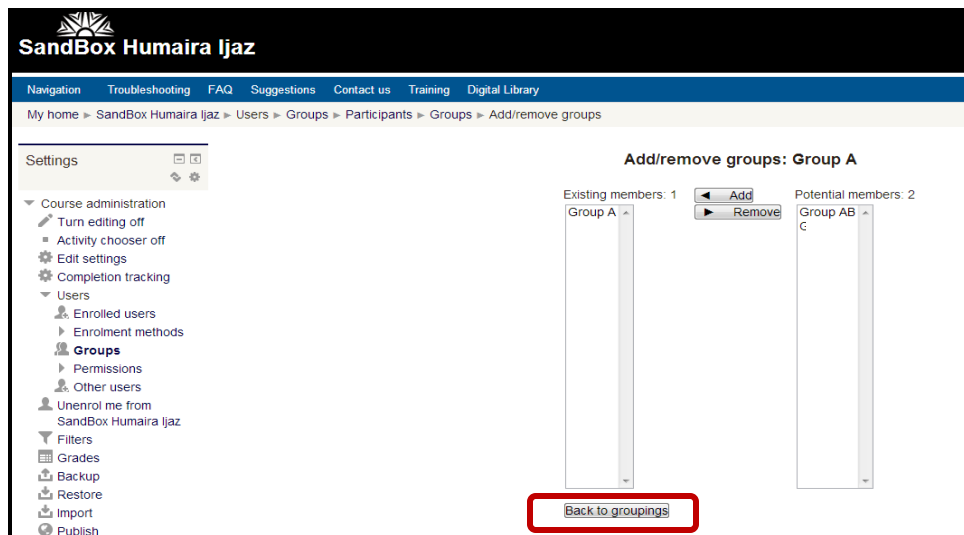 SandBox Humaira Ijaz
Navigation Troubleshooting FAQ Suggestions Contact us Training Digital Library
My home ► SandBox Humaira Ijaz ► Users ► Groups ► Participants ► Groups ► Add/remove groups
Settings
Course administration
Turn editing off
Activity chooser off
Edit settings
Completion tracking
Users
Enrolled users
Enrolment methods
Groups
Permissions
Other users
Unenrol me from
SandBox Humaira Ijaz
Filters
Grades
Backup
Restore
Import
Publish
Add/remove groups: Group A
Existing members: 1
Group A
◄ Add
► Remove
Potential members: 2
Group AB
Back to groupings